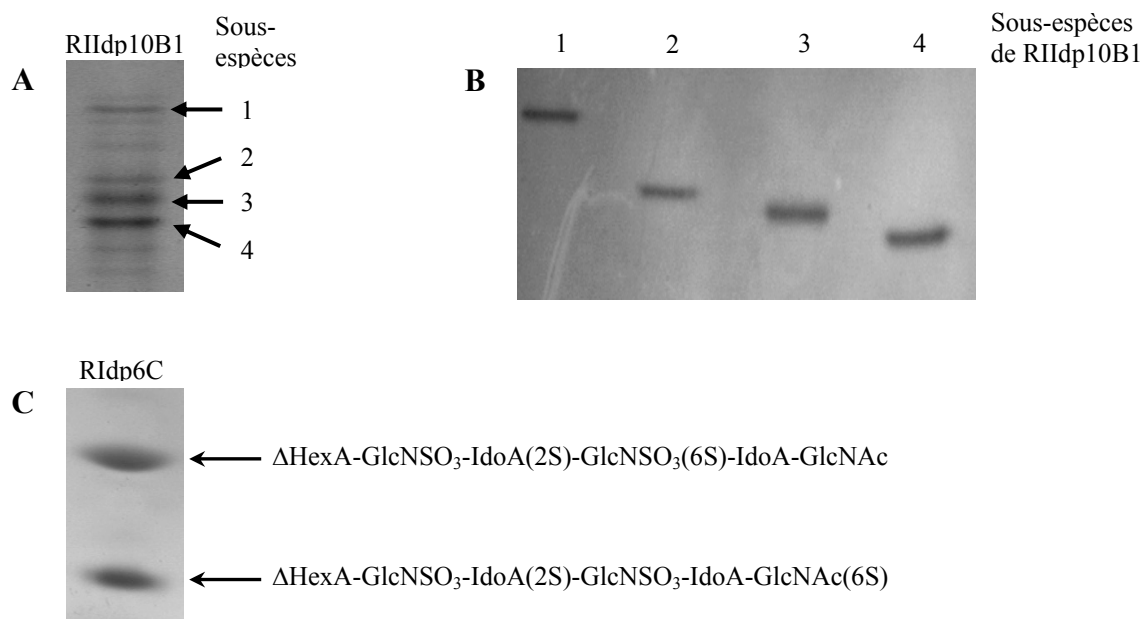 RIIdp10B1
Sous-
espèces
A
1
2
3
4
B
1 2 3 4
Sous-espèces
de RIIdp10B1
RIdp6C
C
ΔHexA-GlcNSO₃-IdoA(2S)-GlcNSO₃(6S)-IdoA-GlcNAc
ΔHexA-GlcNSO₃-IdoA(2S)-GlcNSO₃-IdoA-GlcNAc(6S)